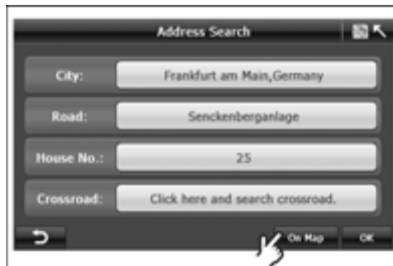 Address Search
City: Frankfurt am Main,Germany
Road: Senckenberganlage
House No.: 25
Crossroad: Click here and search crossroad.
On Map OK